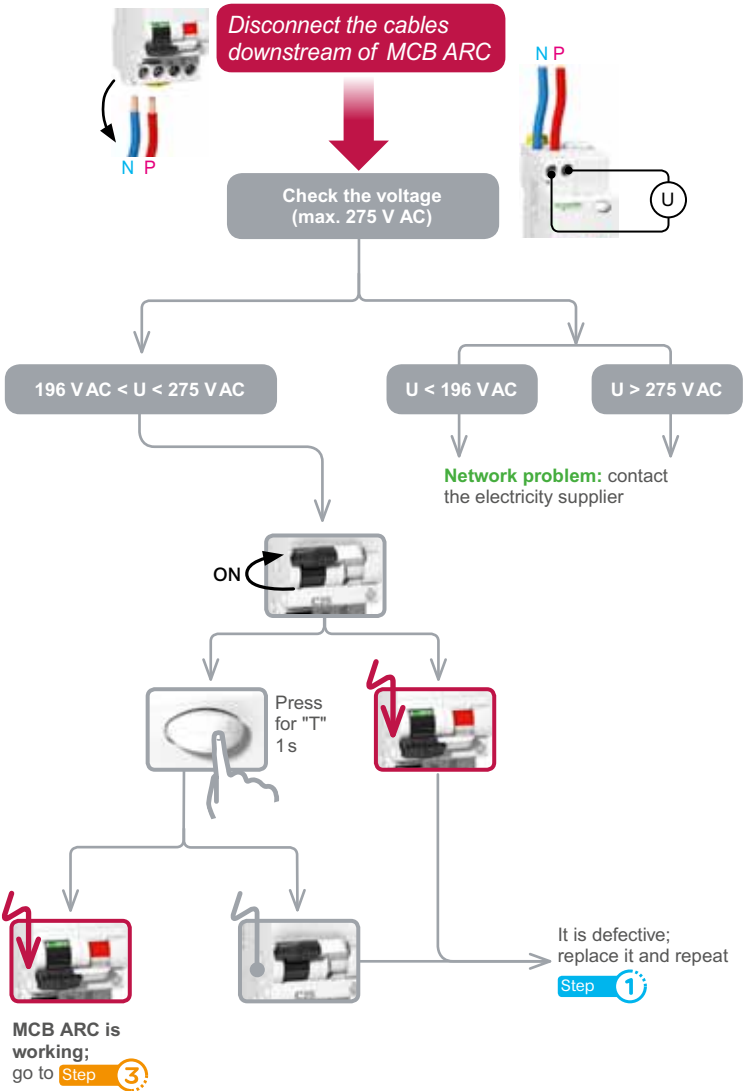 Disconnect the cables
downstream of MCB ARC
N P
N P
Check the voltage
(max. 275 V AC)
U
196 V AC < U < 275 V AC
U < 196 V AC
U > 275 V AC
Network problem: contact
the electricity supplier
ON
Press
for "T"
1 s
It is defective;
replace it and repeat
Step 1
MCB ARC is
working;
go to Step 3